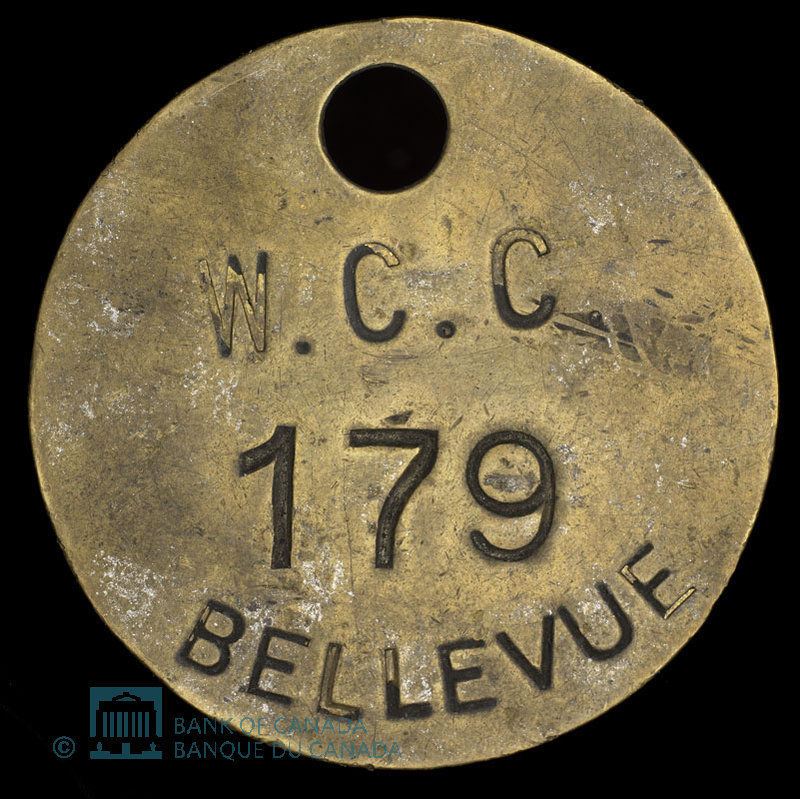 W.C.C.
179
BELLEVUE
© BANK OF CANADA
BANQUE DU CANADA